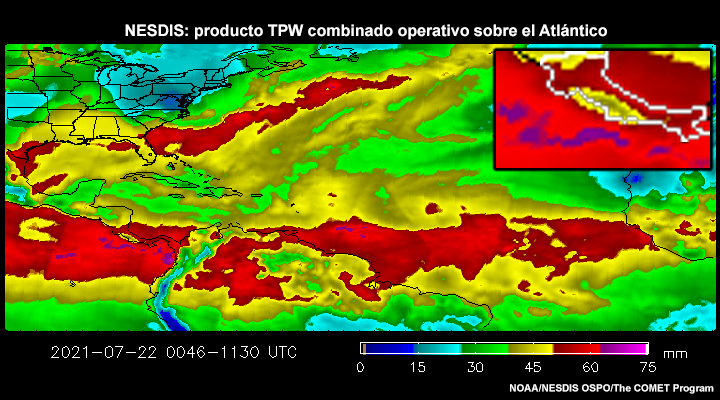 NESDIS: producto TPW combinado operativo sobre el Atlántico
2021-07-22 0046-1130 UTC
0 15 30 45 60 75 mm
NOAA/NESDIS OSPO/The COMET Program